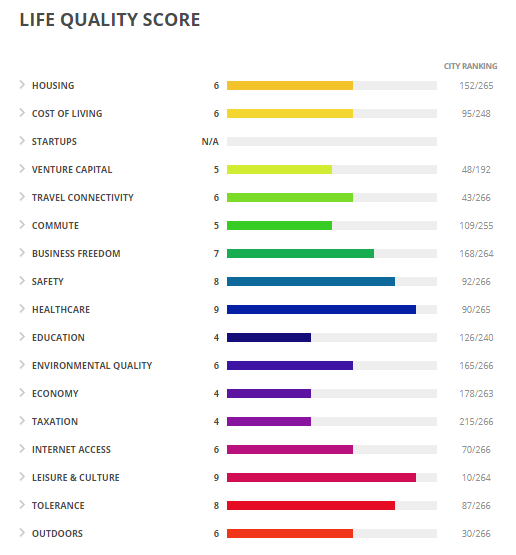 LIFE QUALITY SCORE
CITY RANKING
HOUSING 6 152/265
COST OF LIVING 6 95/248
STARTUPS N/A
VENTURE CAPITAL 5 48/192
TRAVEL CONNECTIVITY 6 43/266
COMMUTE 5 109/255
BUSINESS FREEDOM 7 168/264
SAFETY 8 92/266
HEALTHCARE 9 90/265
EDUCATION 4 126/240
ENVIRONMENTAL QUALITY 6 165/266
ECONOMY 4 178/263
TAXATION 4 215/266
INTERNET ACCESS 6 70/266
LEISURE & CULTURE 9 10/264
TOLERANCE 8 87/266
OUTDOORS 6 30/266